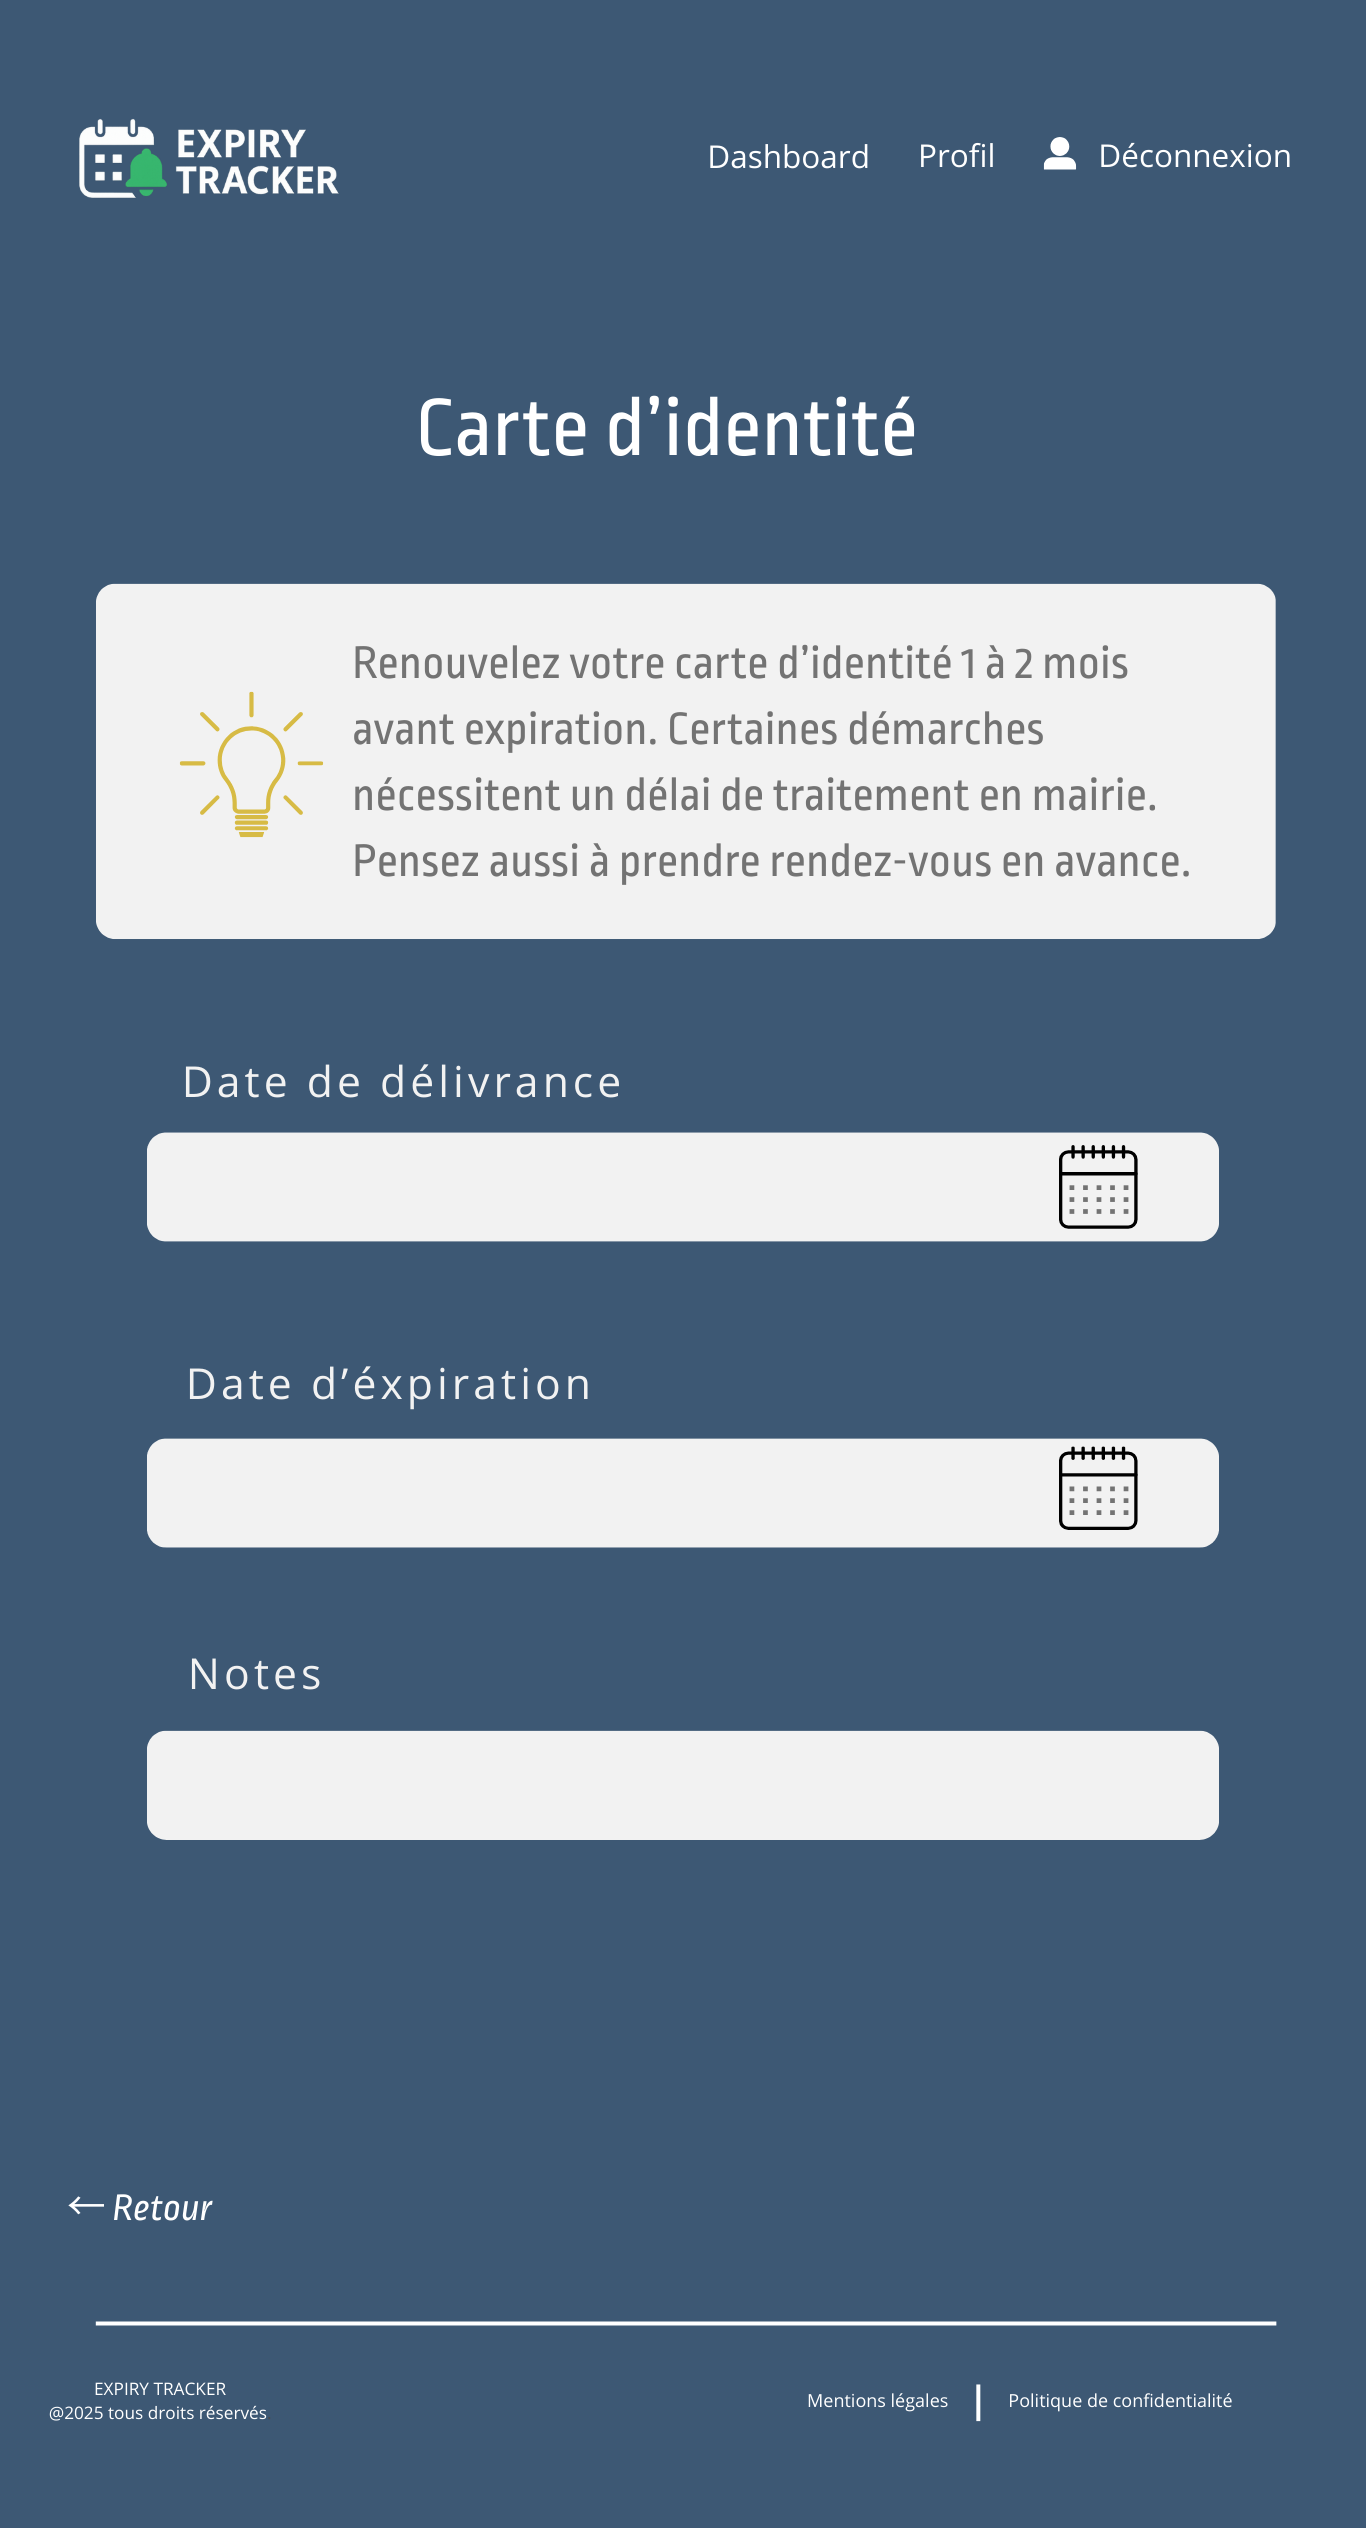 EXPIRY
TRACKER
Dashboard Profil Déconnexion
Carte d’identité
Renouvelez votre carte d’identité 1 à 2 mois
avant expiration. Certaines démarches
nécessitent un délai de traitement en mairie.
Pensez aussi à prendre rendez-vous en avance.
Date de délivrance
Date d’éxpiration
Notes
← Retour
EXPIRY TRACKER
@2025 tous droits réservés
Mentions légales | Politique de confidentialité